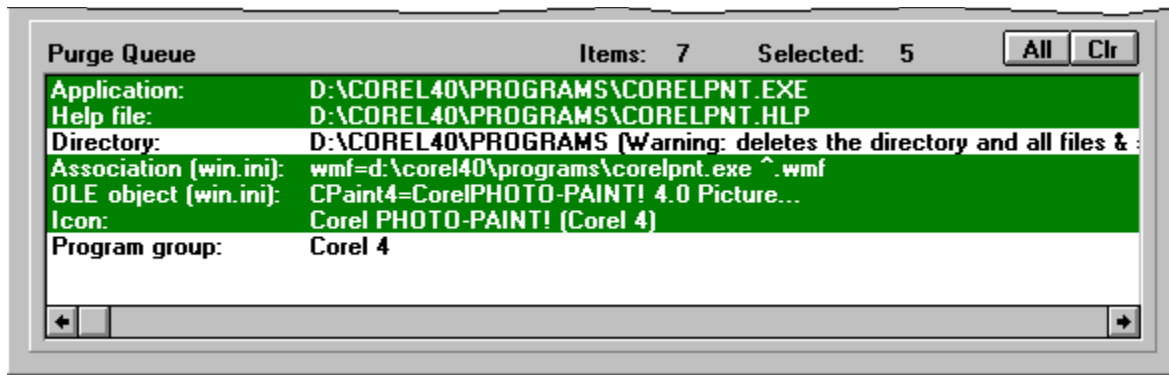 Purge Queue Items: 7 Selected: 5 All Clr
Application: D:\COREL40\PROGRAMS\CORELPNT.EXE
Help file: D:\COREL40\PROGRAMS\CORELPNT.HLP
Directory: D:\COREL40\PROGRAMS (Warning: deletes the directory and all files &
Association (win.ini): wmf=d:\corel40\programs\corelpnt.exe ^.wmf
OLE object (win.ini): CPaint4=CorelPHOTO-PAINT! 4.0 Picture...
Icon: Corel PHOTO-PAINT! (Corel 4)
Program group: Corel 4